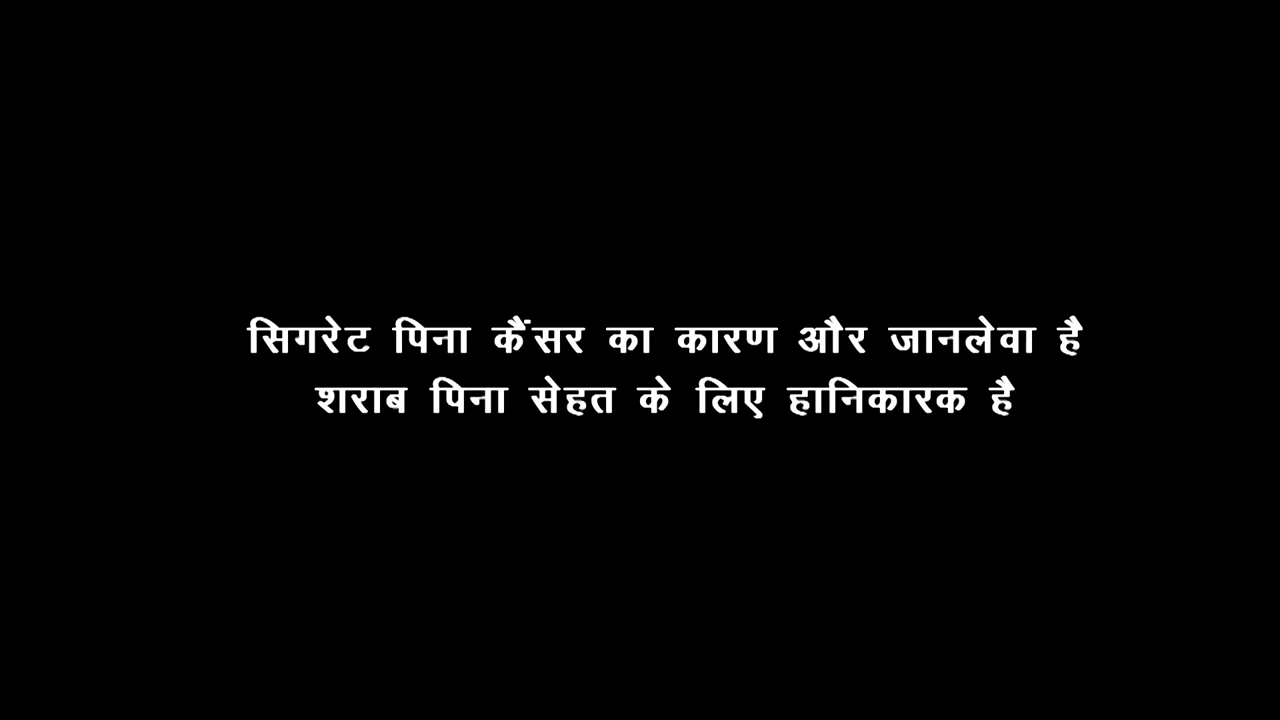 सिगरेट पिना कैंसर का कारण और जानलेवा है
शराब पिना सेहत के लिए हानिकारक है